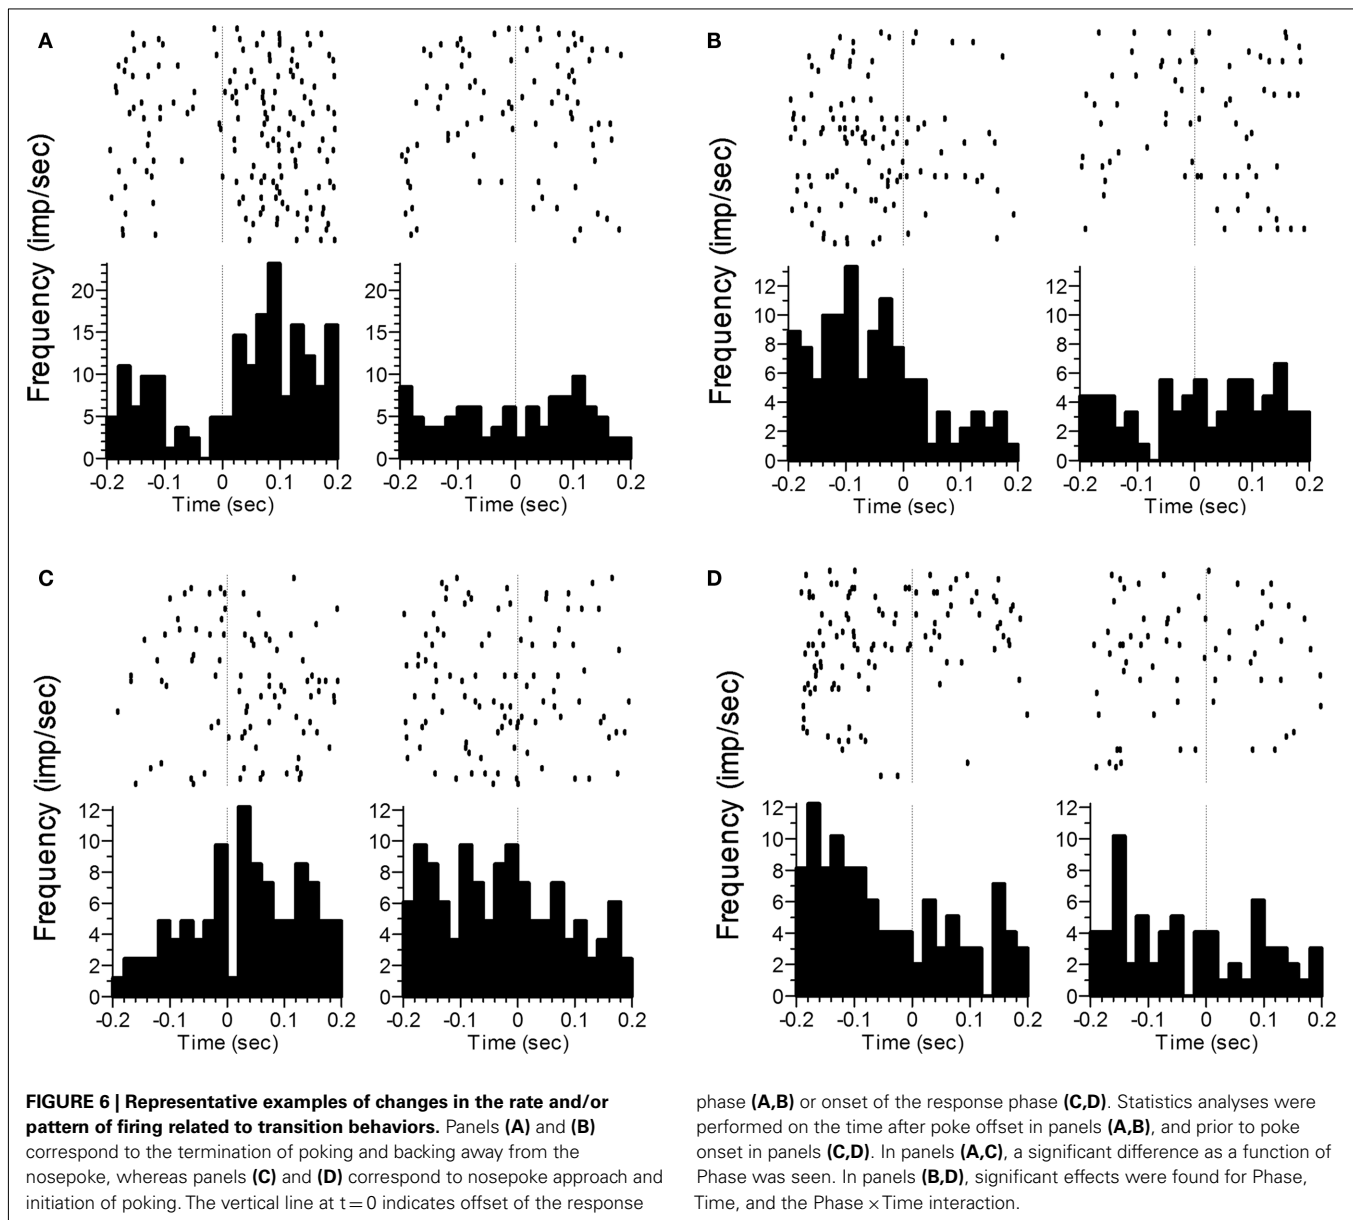 A
Frequency (imp/sec)
20
15
10
5
0
-0.2 -0.1 0 0.1 0.2
Time (sec)
20
15
10
5
0
-0.2 -0.1 0 0.1 0.2
Time (sec)
B
Frequency (imp/sec)
12
10
8
6
4
2
0
-0.2 -0.1 0 0.1 0.2
Time (sec)
12
10
8
6
4
2
0
-0.2 -0.1 0 0.1 0.2
Time (sec)
C
Frequency (imp/sec)
12
10
8
6
4
2
0
-0.2 -0.1 0 0.1 0.2
Time (sec)
12
10
8
6
4
2
0
-0.2 -0.1 0 0.1 0.2
Time (sec)
D
Frequency (imp/sec)
12
10
8
6
4
2
0
-0.2 -0.1 0 0.1 0.2
Time (sec)
12
10
8
6
4
2
0
-0.2 -0.1 0 0.1 0.2
Time (sec)
FIGURE 6 | Representative examples of changes in the rate and/or
pattern of firing related to transition behaviors. Panels (A) and (B)
correspond to the termination of poking and backing away from the
nosepoke, whereas panels (C) and (D) correspond to nosepoke approach and
initiation of poking. The vertical line at t = 0 indicates offset of the response
phase (A,B) or onset of the response phase (C,D). Statistics analyses were
performed on the time after poke offset in panels (A,B), and prior to poke
onset in panels (C,D). In panels (A,C), a significant difference as a function of
Phase was seen. In panels (B,D), significant effects were found for Phase,
Time, and the Phase × Time interaction.